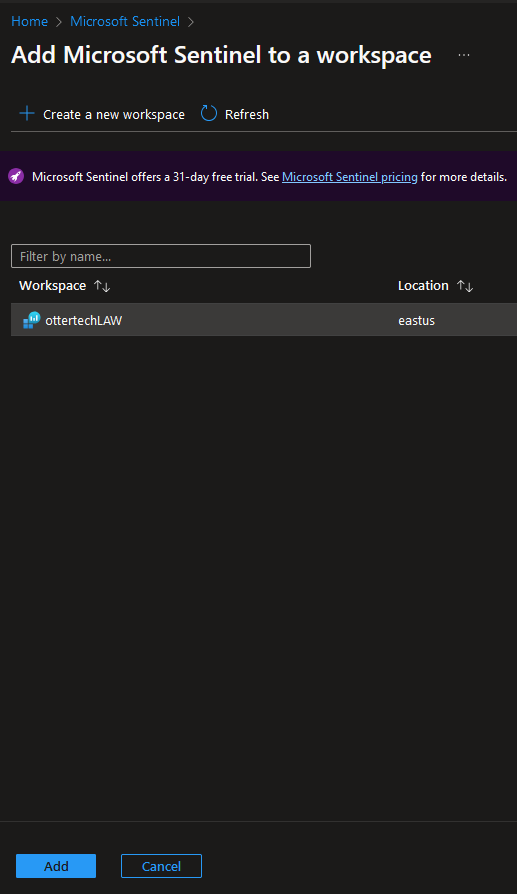 Home > Microsoft Sentinel >
Add Microsoft Sentinel to a workspace ...
Create a new workspace Refresh
Microsoft Sentinel offers a 31-day free trial. See Microsoft Sentinel pricing for more details.
Filter by name...
Workspace ↑↓ Location ↑↓
ottertechLAW eastus
Add Cancel